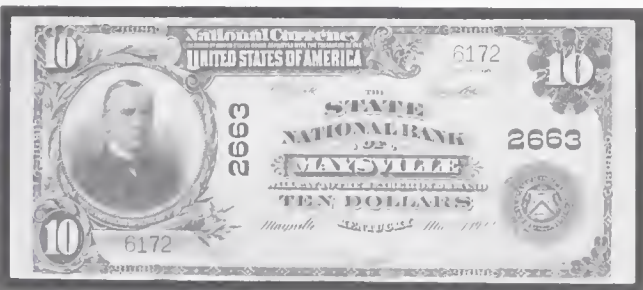 10
National Currency
UNITED STATES OF AMERICA
6172
10
THE
STATE
NATIONAL BANK
OF
MAYSVILLE
2663
2663
TEN DOLLARS
Maysville KENTUCKY
10
6172